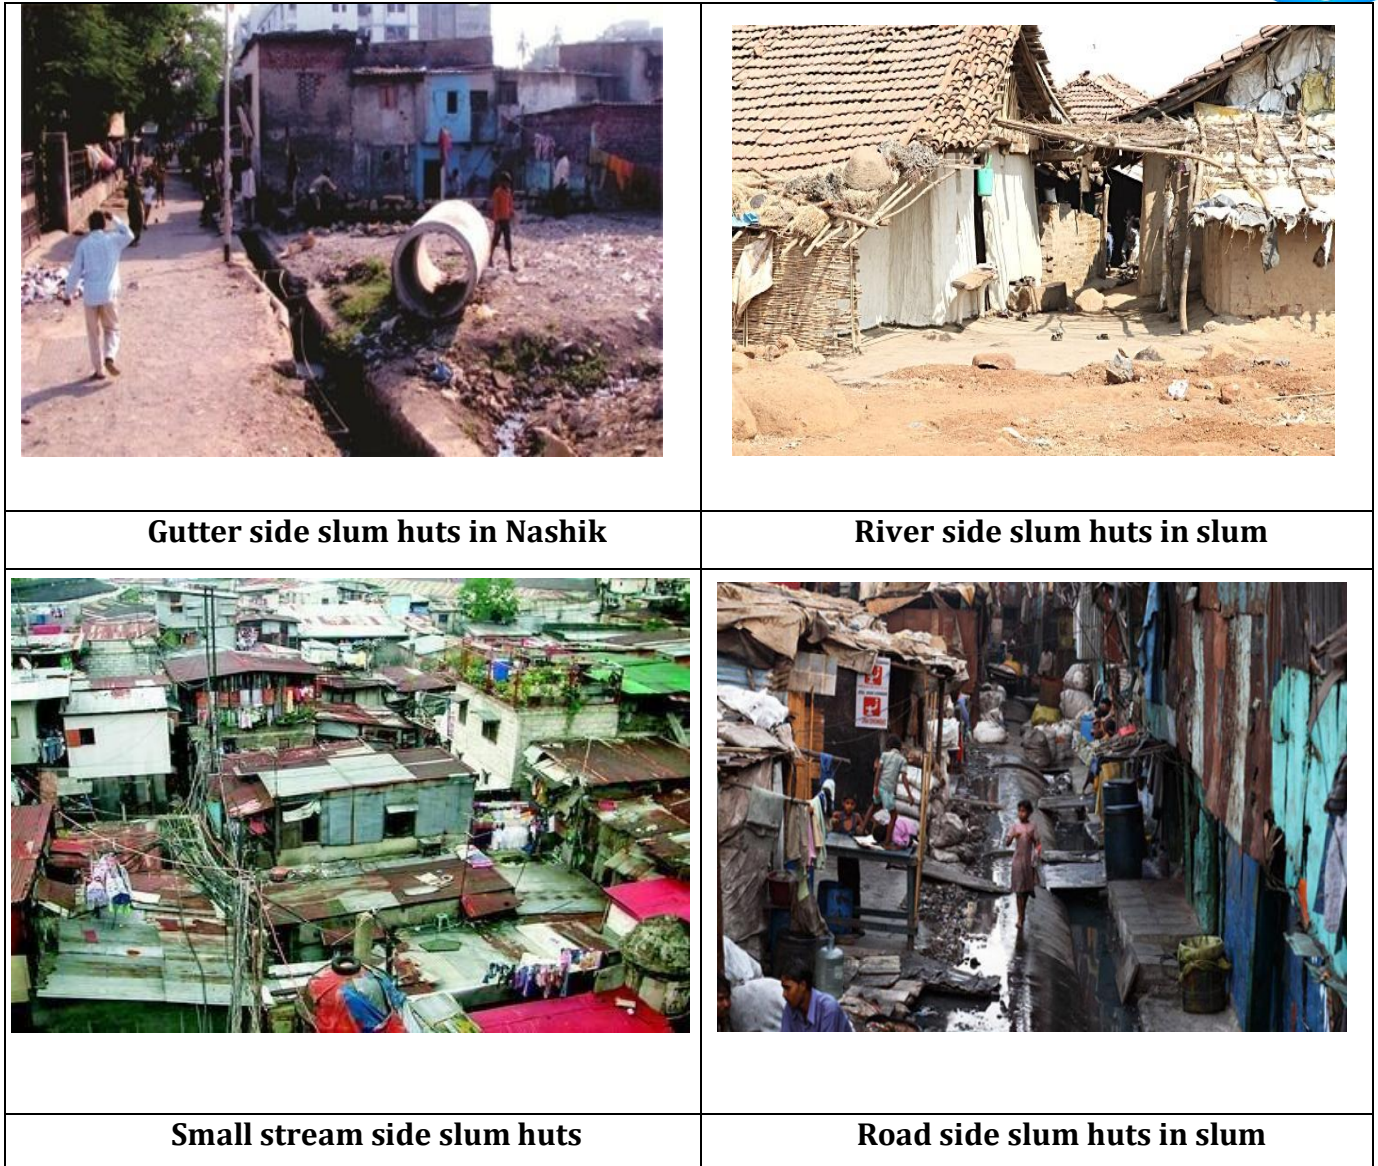 Gutter side slum huts in Nashik
River side slum huts in slum
Small stream side slum huts
Road side slum huts in slum